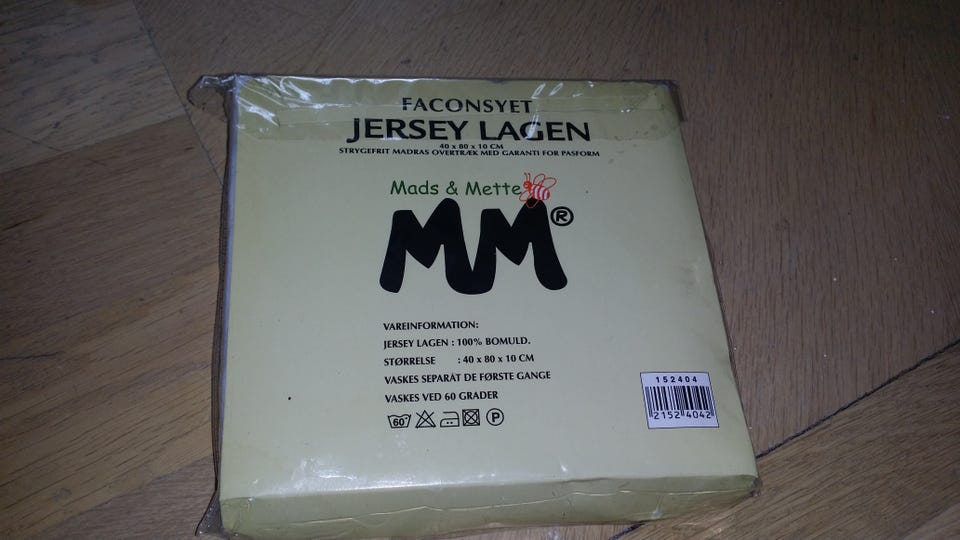 FACONSYET
JERSEY LAGEN
40 x 80 x 10 CM
STRYGEFRIT MADRAS OVERTRÆK MED GARANTI FOR PASFORM
Mads & Mette
MM®
VAREINFORMATION:
JERSEY LAGEN : 100% BOMULD.
STØRRELSE : 40 x 80 x 10 CM
VASKES SEPARAT DE FØRSTE GANGE
VASKES VED 60 GRADER
60 P
152404
2152 4042